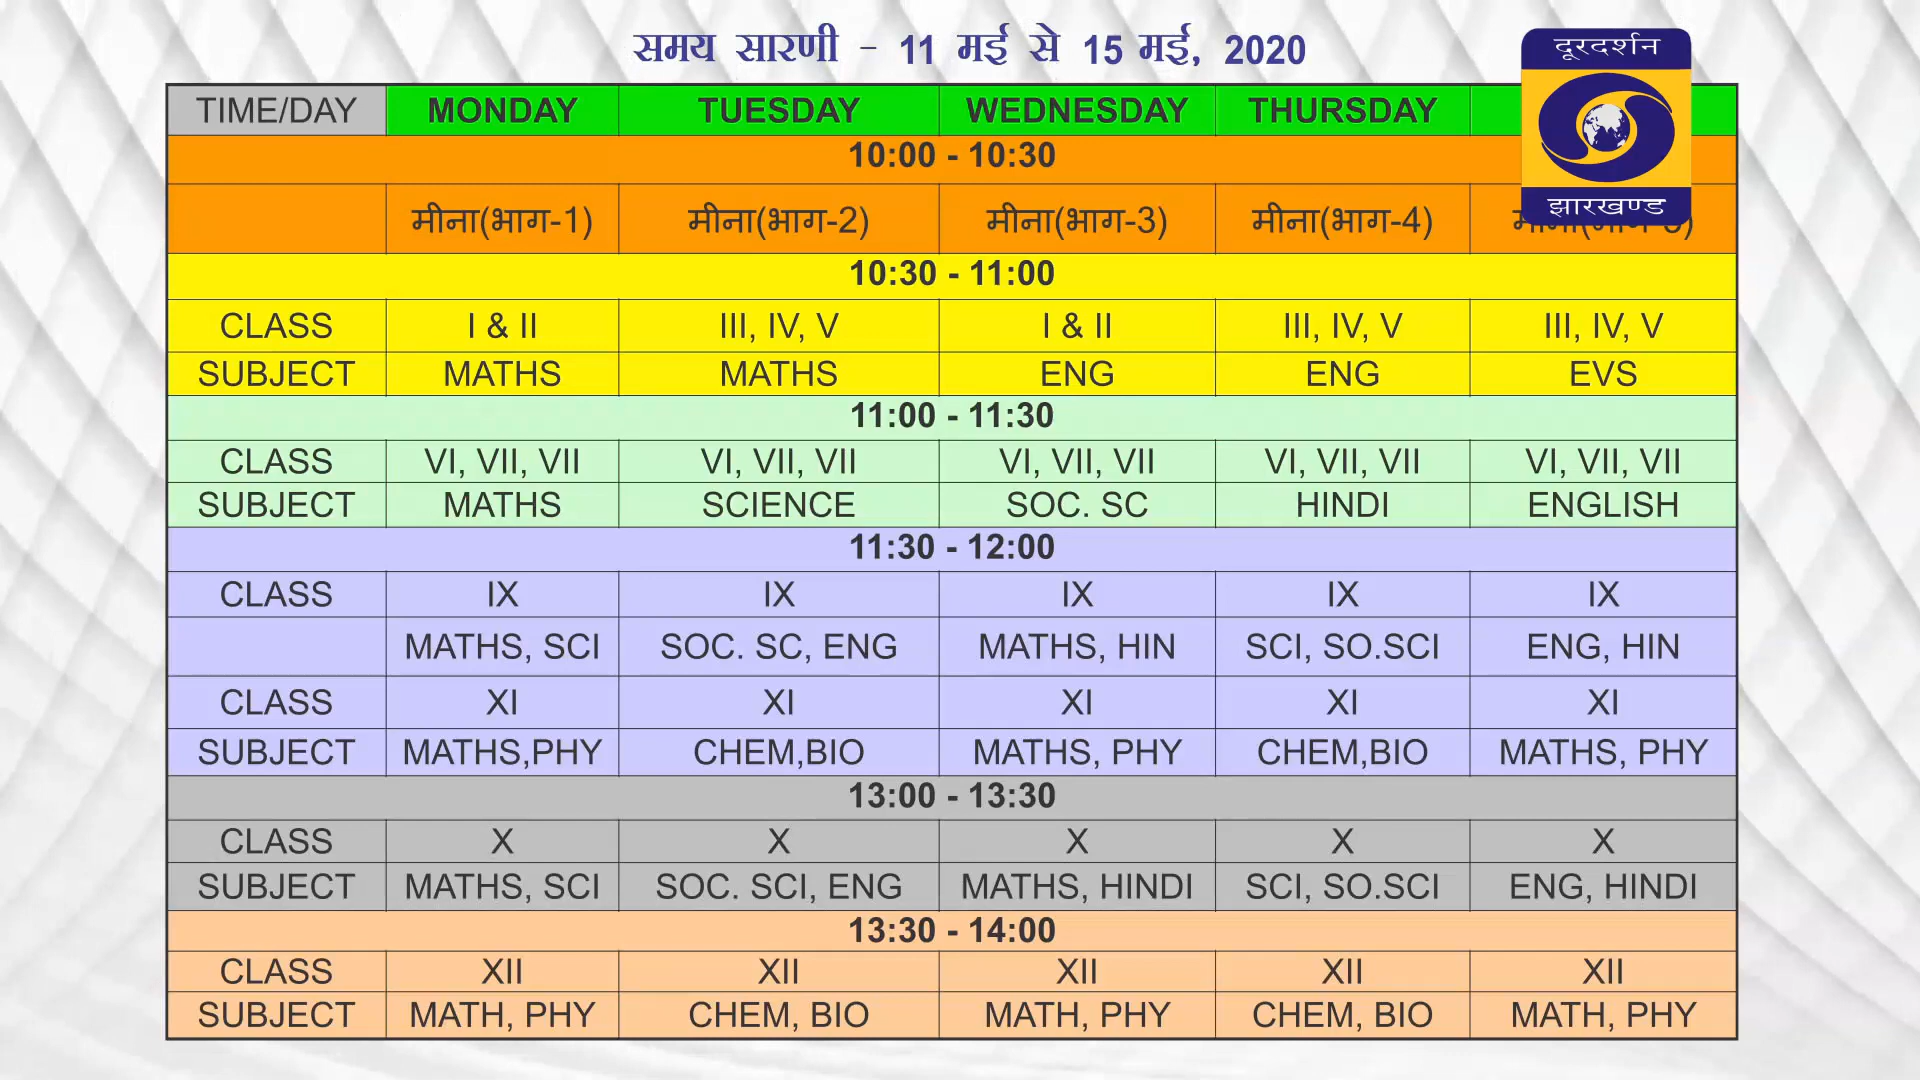 समय सारणी - 11 मई से 15 मई, 2020
दूरदर्शन
झारखण्ड
TIME/DAY MONDAY TUESDAY WEDNESDAY THURSDAY
10:00 - 10:30
मीना(भाग-1) मीना(भाग-2) मीना(भाग-3) मीना(भाग-4)
10:30 - 11:00
CLASS I & II III, IV, V I & II III, IV, V III, IV, V
SUBJECT MATHS MATHS ENG ENG EVS
11:00 - 11:30
CLASS VI, VII, VII VI, VII, VII VI, VII, VII VI, VII, VII VI, VII, VII
SUBJECT MATHS SCIENCE SOC. SC HINDI ENGLISH
11:30 - 12:00
CLASS IX IX IX IX IX
MATHS, SCI SOC. SC, ENG MATHS, HIN SCI, SO.SCI ENG, HIN
CLASS XI XI XI XI XI
SUBJECT MATHS,PHY CHEM,BIO MATHS, PHY CHEM,BIO MATHS, PHY
13:00 - 13:30
CLASS X X X X X
SUBJECT MATHS, SCI SOC. SCI, ENG MATHS, HINDI SCI, SO.SCI ENG, HINDI
13:30 - 14:00
CLASS XII XII XII XII XII
SUBJECT MATH, PHY CHEM, BIO MATH, PHY CHEM, BIO MATH, PHY